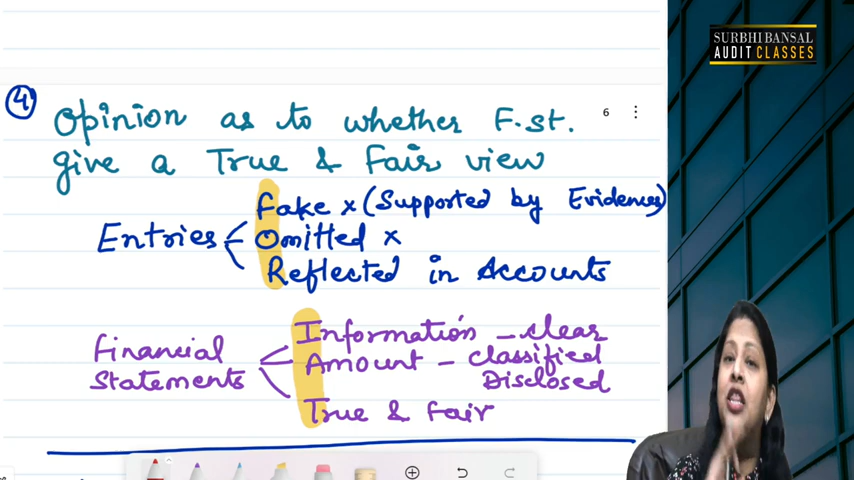 SURBHI BANSAL
AUDIT CLASSES
6
④ Opinion as to whether F.st.
give a True & Fair view
Fake × (Supported by Evidences)
Entries Omitted ×
Reflected in Accounts
Information - clear
Financial Amount - classified
Statements Disclosed
True & Fair